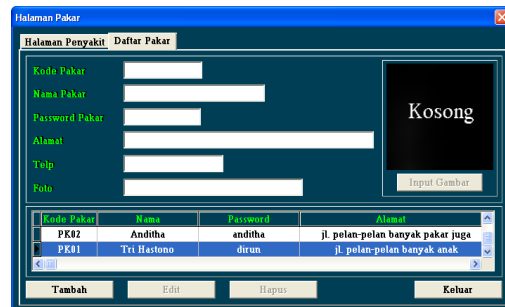 Halaman Pakar
Halaman Penyakit Daftar Pakar
Kode Pakar
Nama Pakar
Password Pakar
Alamat
Telp
Foto
Kosong
Input Gambar
Kode Pakar Nama Password Alamat
PK02 Anditha anditha jl. pelan-pelan banyak pakar juga
PK01 Tri Hastono dirun jl. pelan-pelan banyak anak
Tambah Edit Hapus Keluar